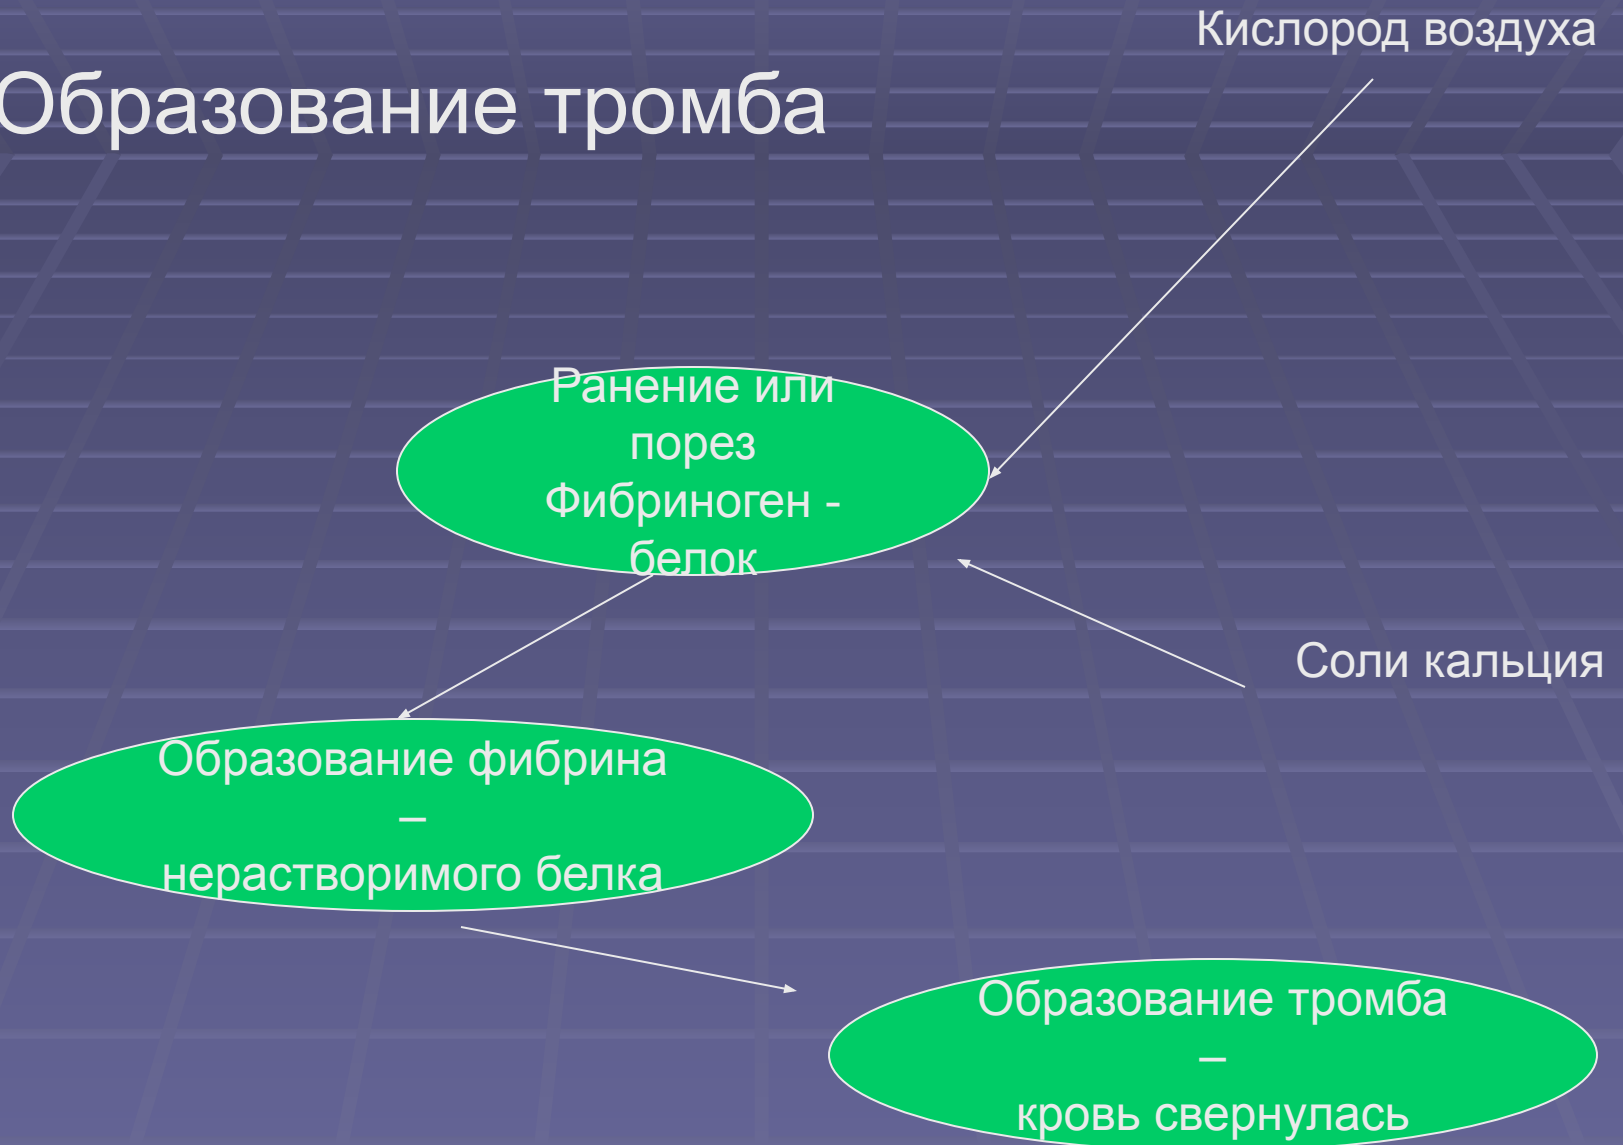 Кислород воздуха
Образование тромба
Ранение или
порез
Фибриноген -
белок
Соли кальция
Образование фибрина
–
нерастворимого белка
Образование тромба
–
кровь свернулась